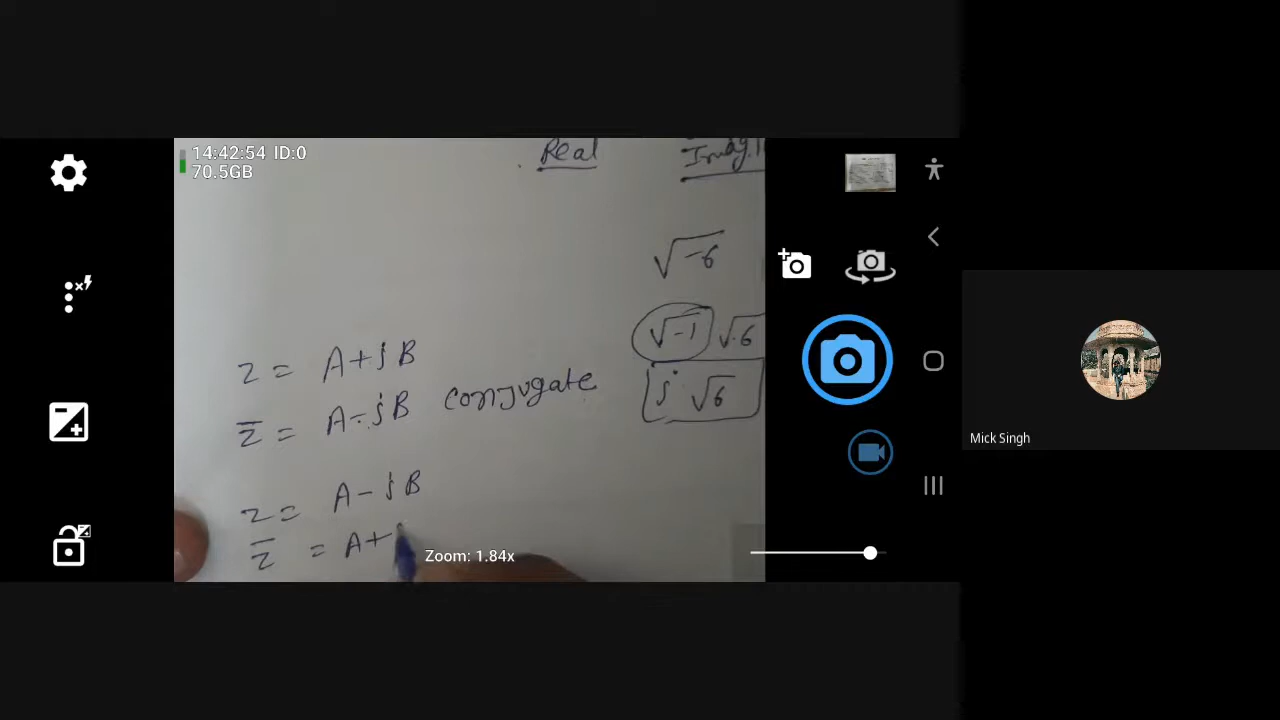 14:42:54 ID:0
70.5GB
Real
√-6
√-1 √6
j √6
z = A+jB
z̅ = A-jB conjugate
z = A-jB
z̅ = A+
Zoom: 1.84x
Mick Singh